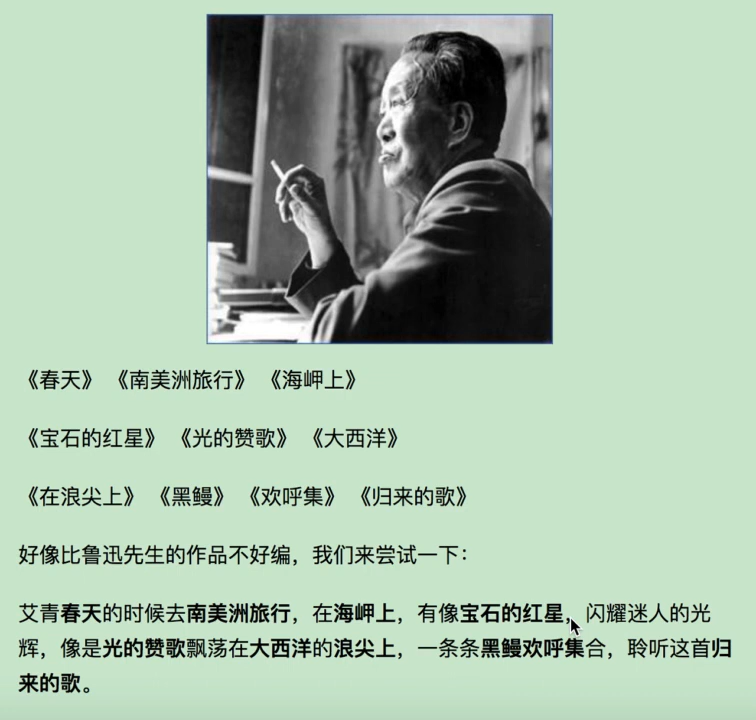 《春天》 《南美洲旅行》 《海岬上》
《宝石的红星》 《光的赞歌》 《大西洋》
《在浪尖上》 《黑鳗》 《欢呼集》 《归来的歌》
好像比鲁迅先生的作品不好编，我们来尝试一下：
艾青春天的时候去南美洲旅行，在海岬上，有像宝石的红星，闪耀迷人的光
辉，像是光的赞歌飘荡在大西洋的浪尖上，一条条黑鳗欢呼集合，聆听这首归
来的歌。